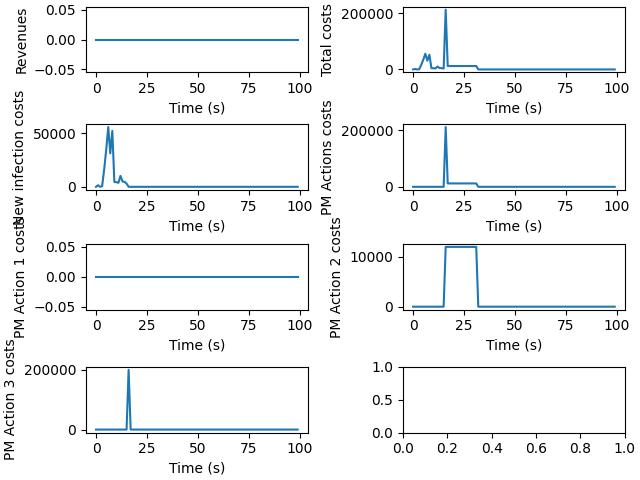 Revenues
0.05
0.00
−0.05
0 25 50 75 100
Time (s)
Total costs
200000
0
0 25 50 75 100
Time (s)
New infection costs
50000
0
0 25 50 75 100
Time (s)
PM Actions costs
200000
0
0 25 50 75 100
Time (s)
PM Action 1 costs
0.05
0.00
−0.05
0 25 50 75 100
Time (s)
PM Action 2 costs
10000
0
0 25 50 75 100
Time (s)
PM Action 3 costs
200000
0
0 25 50 75 100
Time (s)
1.0
0.5
0.0
0.0 0.2 0.4 0.6 0.8 1.0